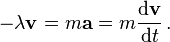 −λ**v** = m**a** = m d**v**/dt .